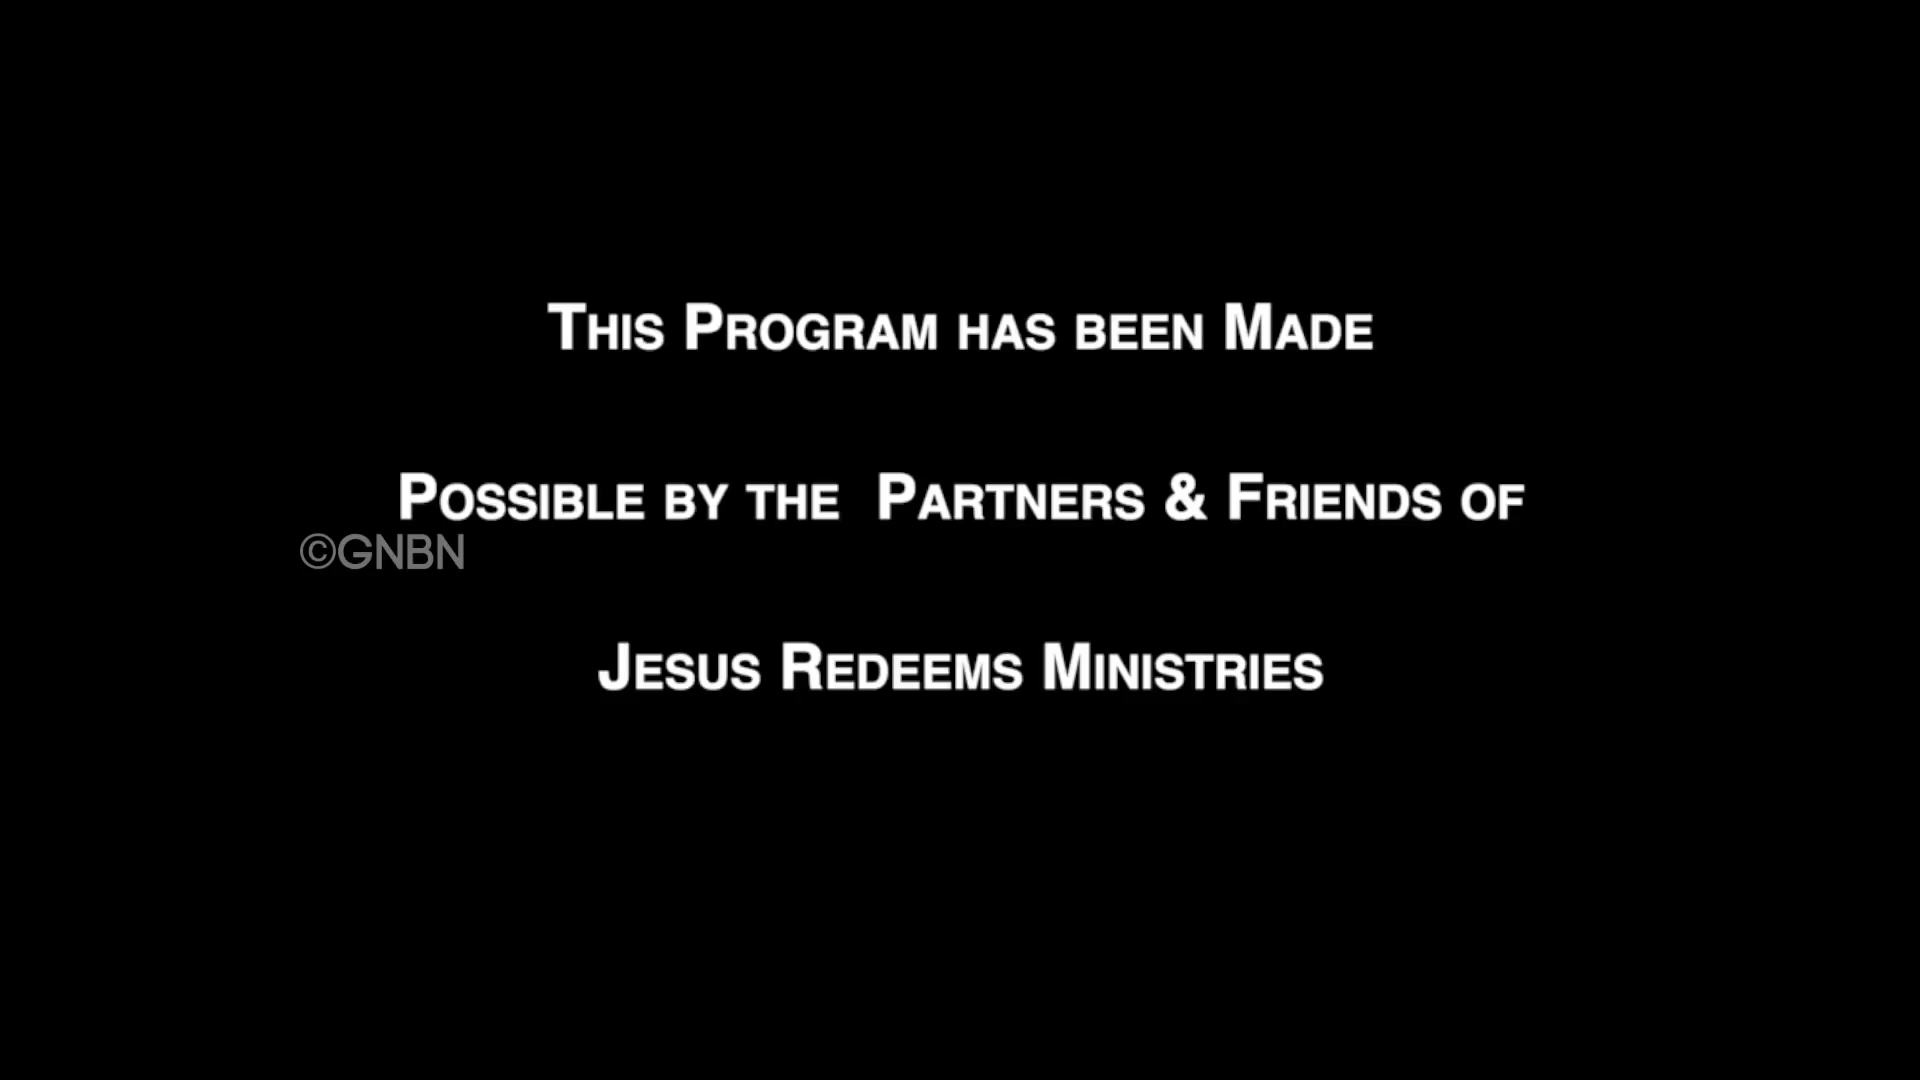 This Program has been Made
Possible by the  Partners & Friends of
©GNBN
Jesus Redeems Ministries